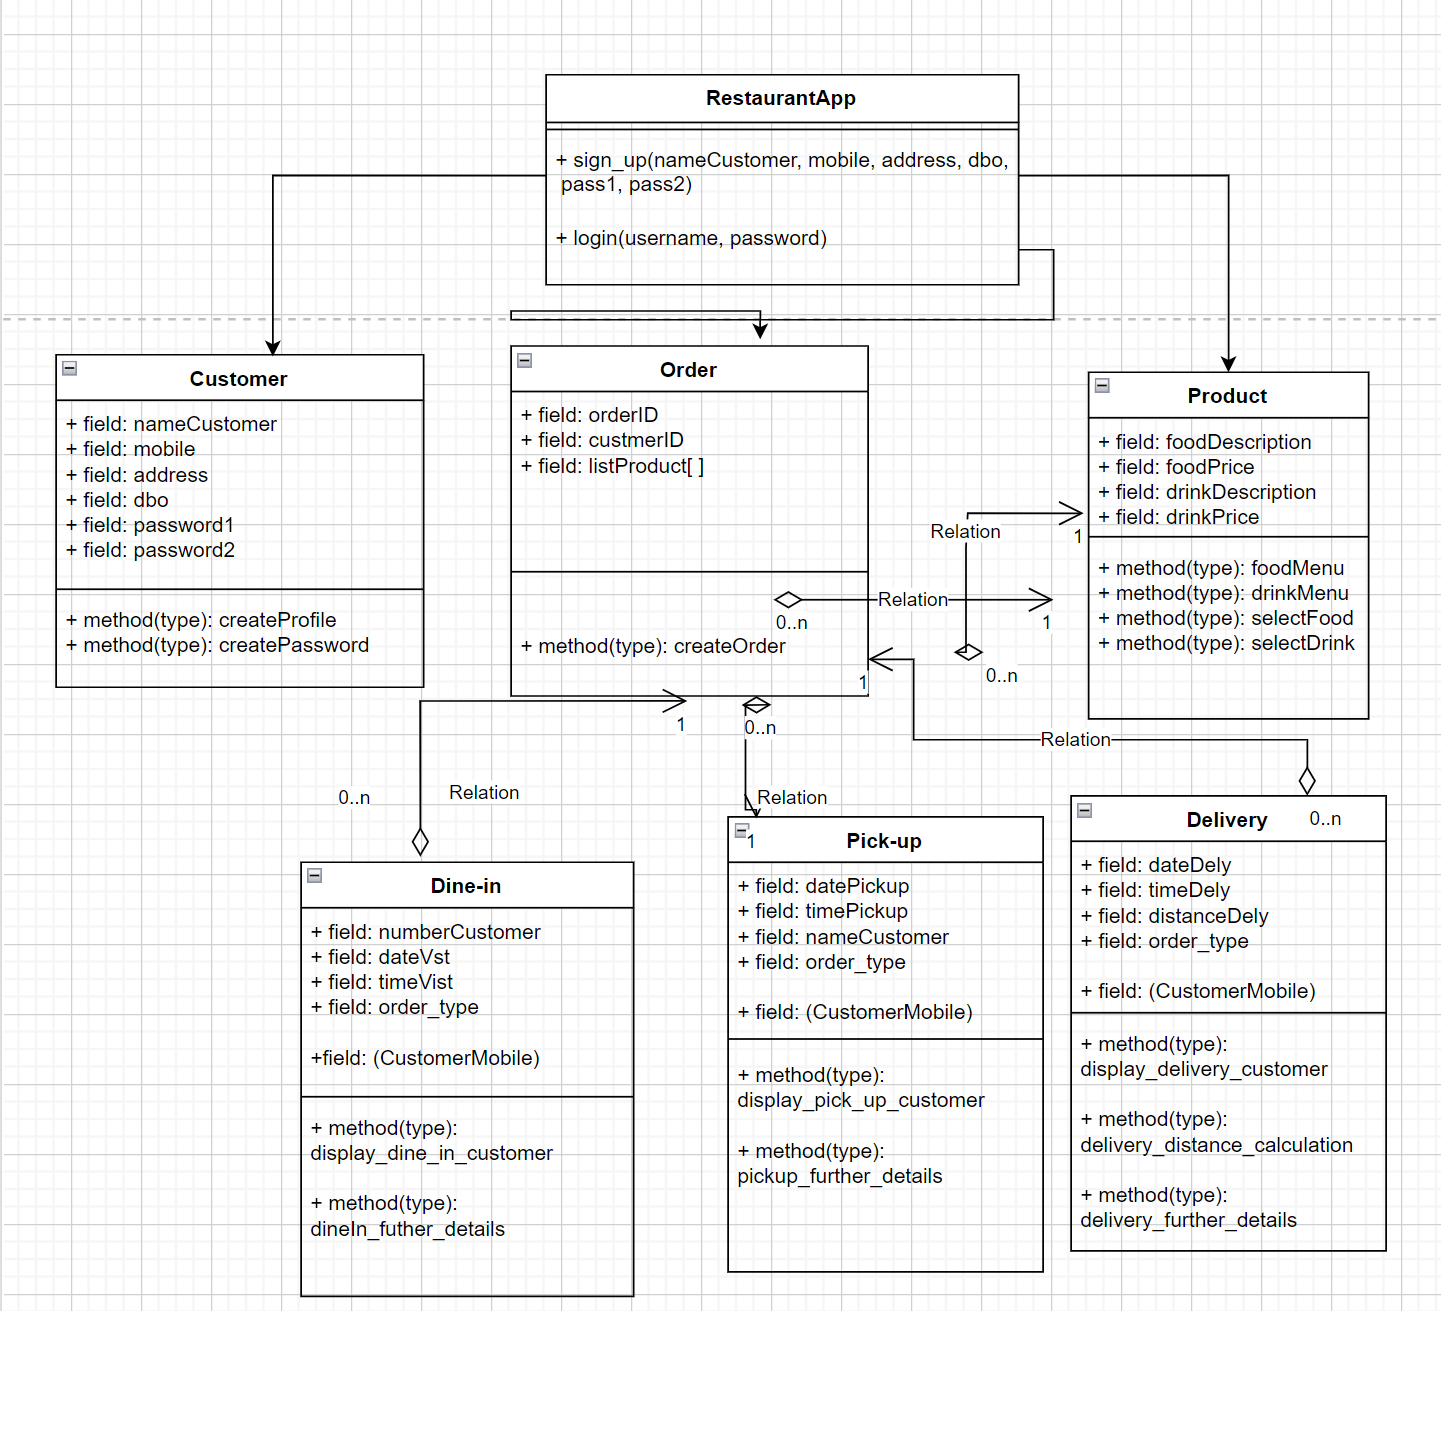 RestaurantApp
+ sign_up(nameCustomer, mobile, address, dbo,
pass1, pass2)
+ login(username, password)
Customer
+ field: nameCustomer
+ field: mobile
+ field: address
+ field: dbo
+ field: password1
+ field: password2
+ method(type): createProfile
+ method(type): createPassword
Order
+ field: orderID
+ field: custmerID
+ field: listProduct[ ]
+ method(type): createOrder
Relation
0..n
1
Relation
1
0..n
Product
+ field: foodDescription
+ field: foodPrice
+ field: drinkDescription
+ field: drinkPrice
+ method(type): foodMenu
+ method(type): drinkMenu
+ method(type): selectFood
+ method(type): selectDrink
1
Relation
0..n
1
0..n
Relation
0..n
Relation
1
Dine-in
+ field: numberCustomer
+ field: dateVst
+ field: timeVist
+ field: order_type
+field: (CustomerMobile)
+ method(type):
display_dine_in_customer
+ method(type):
dineIn_futher_details
Pick-up
+ field: datePickup
+ field: timePickup
+ field: nameCustomer
+ field: order_type
+ field: (CustomerMobile)
+ method(type):
display_pick_up_customer
+ method(type):
pickup_further_details
Delivery
+ field: dateDely
+ field: timeDely
+ field: distanceDely
+ field: order_type
+ field: (CustomerMobile)
+ method(type):
display_delivery_customer
+ method(type):
delivery_distance_calculation
+ method(type):
delivery_further_details